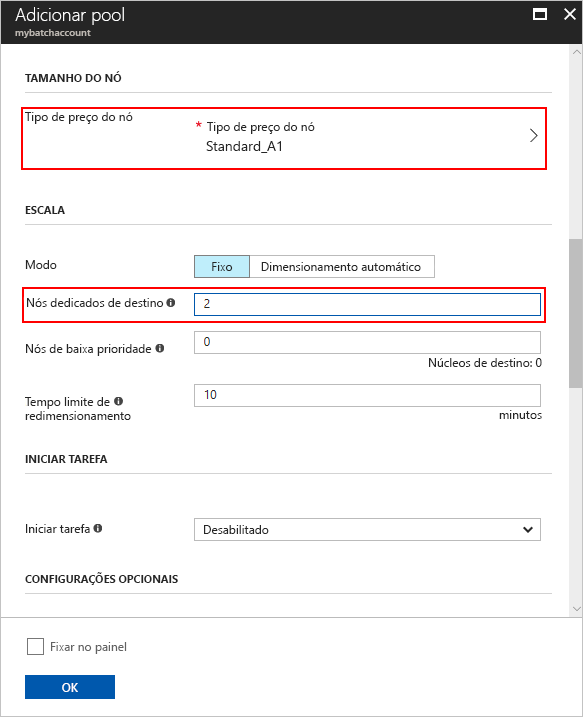 Adicionar pool
mybatchaccount
TAMANHO DO NÓ
Tipo de preço do nó
* Tipo de preço do nó
Standard_A1
ESCALA
Modo
Fixo
Dimensionamento automático
Nós dedicados de destino
2
Nós de baixa prioridade
0
Núcleos de destino: 0
Tempo limite de
redimensionamento
10
minutos
INICIAR TAREFA
Iniciar tarefa
Desabilitado
CONFIGURAÇÕES OPCIONAIS
Fixar no painel
OK